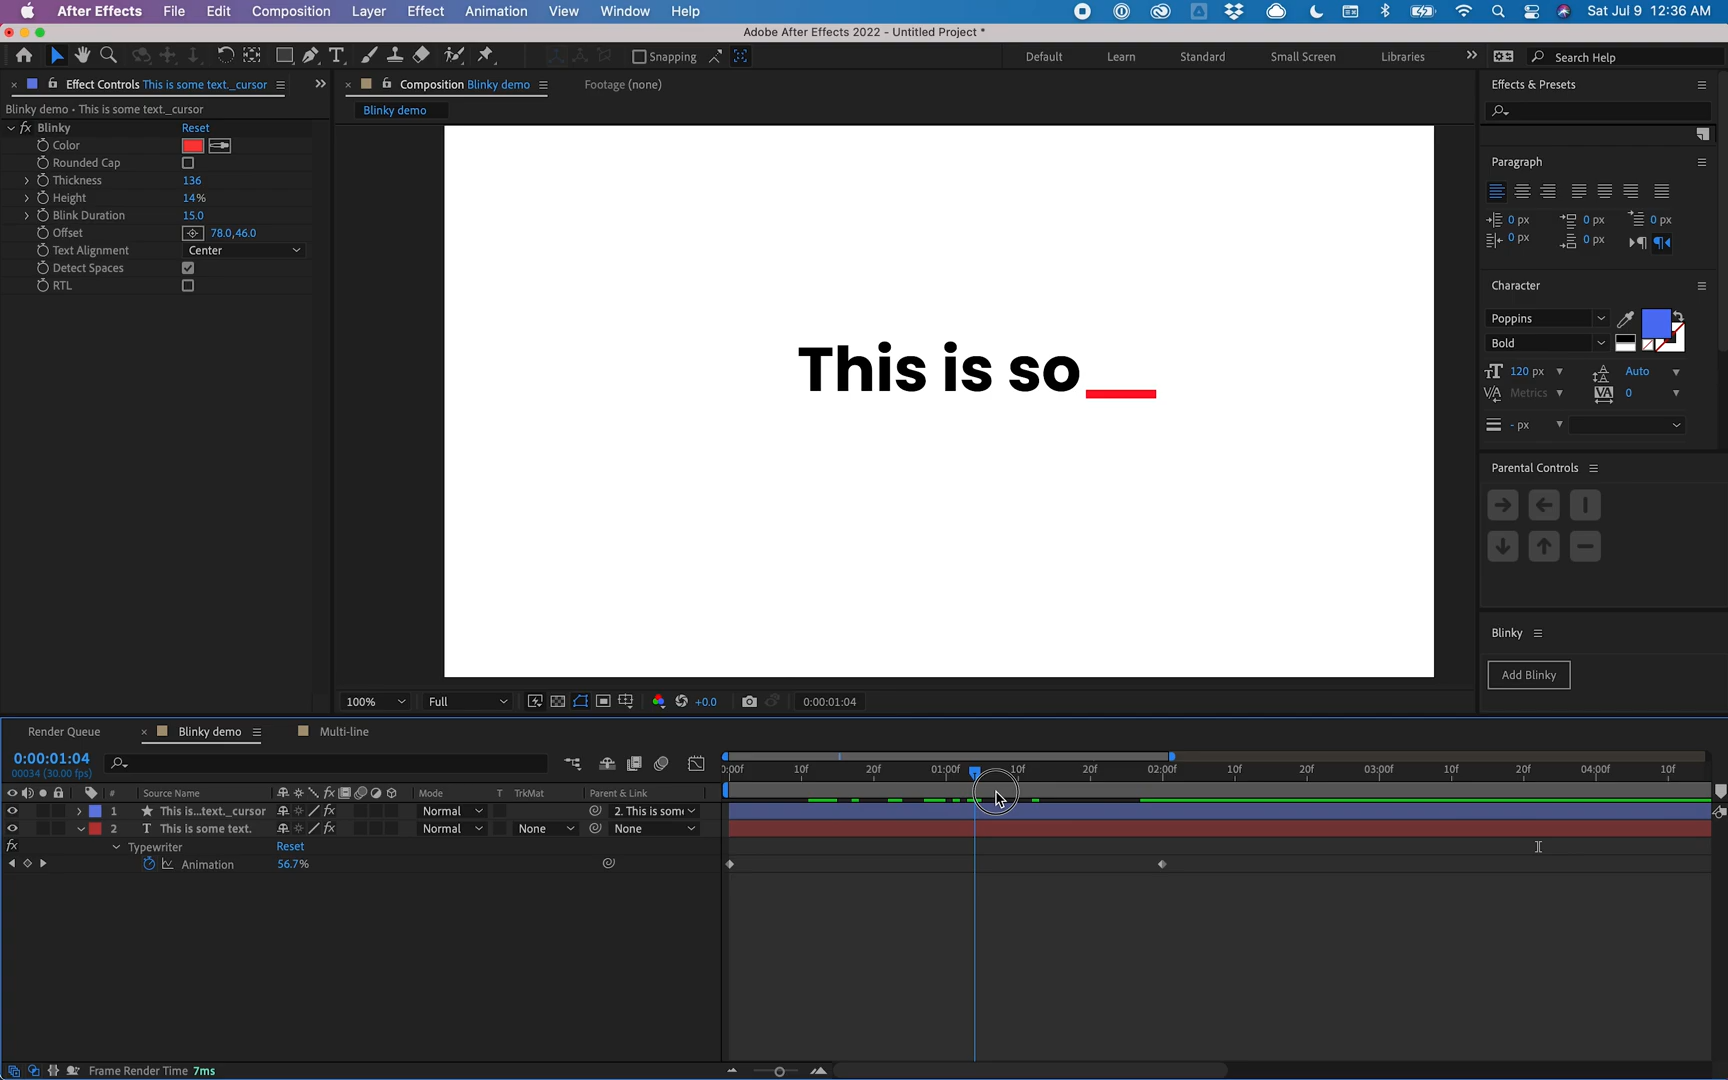 After Effects File Edit Composition Layer Effect Animation View Window Help Sat Jul 9 12:36 AM
Adobe After Effects 2022 - Untitled Project *
Snapping Default Learn Standard Small Screen Libraries Search Help
Effect Controls This is some text._cursor
Composition Blinky demo
Footage (none)
Effects & Presets
Blinky demo • This is some text._cursor
Blinky demo
fx Blinky Reset
Color
Rounded Cap
Thickness 136
Height 14%
Blink Duration 15.0
Offset 78.0,46.0
Text Alignment Center
Detect Spaces
RTL
This is so_
Paragraph
0 px 0 px 0 px
0 px 0 px
Character
Poppins
Bold
120 px Auto
Metrics 0
- px
Parental Controls
Blinky
Add Blinky
100% Full +0.0 0:00:01:04
Render Queue Blinky demo Multi-line
0:00:01:04
00034 (30.00 fps)
:00f 10f 20f 01:00f 10f 20f 02:00f 10f 20f 03:00f 10f 20f 04:00f 10f
# Source Name Mode T TrkMat Parent & Link
1 This is...text._cursor Normal 2. This is some
2 T This is some text. Normal None None
fx Typewriter Reset
Animation 56.7%
Frame Render Time 7ms